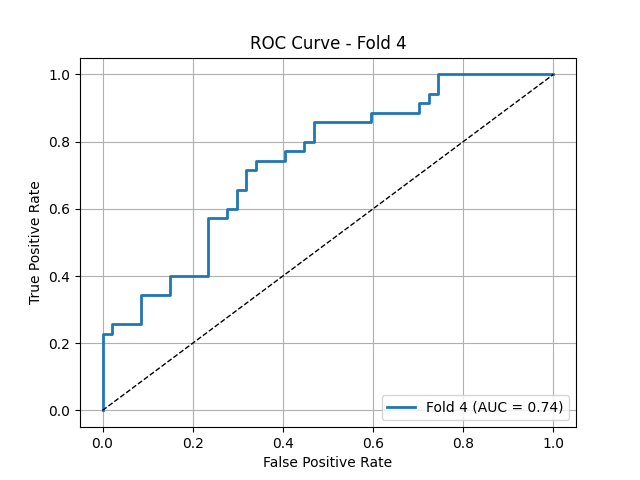 ROC Curve - Fold 4
True Positive Rate
1.0
0.8
0.6
0.4
0.2
0.0
Fold 4 (AUC = 0.74)
0.0 0.2 0.4 0.6 0.8 1.0
False Positive Rate